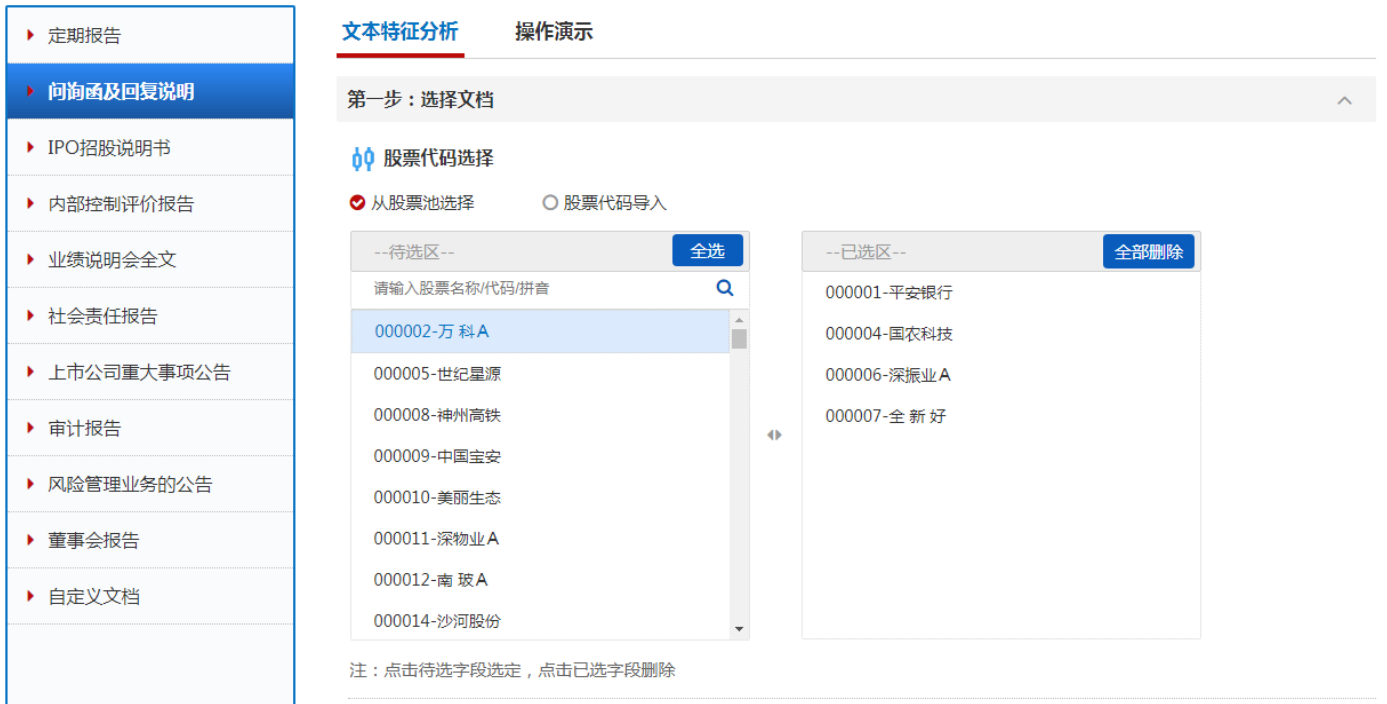 定期报告
问询函及回复说明
IPO招股说明书
内部控制评价报告
业绩说明会全文
社会责任报告
上市公司重大事项公告
审计报告
风险管理业务的公告
董事会报告
自定义文档
文本特征分析 操作演示
第一步：选择文档
股票代码选择
从股票池选择 股票代码导入
--待选区-- 全选
请输入股票名称/代码/拼音
000002-万 科A
000005-世纪星源
000008-神州高铁
000009-中国宝安
000010-美丽生态
000011-深物业A
000012-南 玻A
000014-沙河股份
--已选区-- 全部删除
000001-平安银行
000004-国农科技
000006-深振业A
000007-全 新 好
注：点击待选字段选定，点击已选字段删除